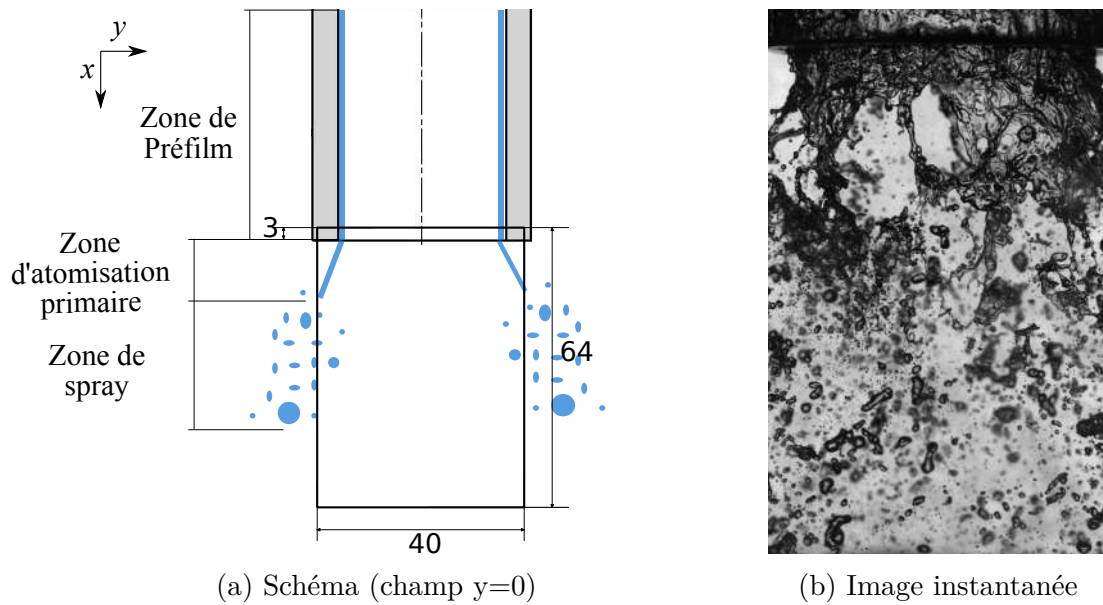 y
x
Zone de
Préfilm
3
Zone
d'atomisation
primaire
Zone de
spray
64
40
(a) Schéma (champ y=0)
(b) Image instantanée